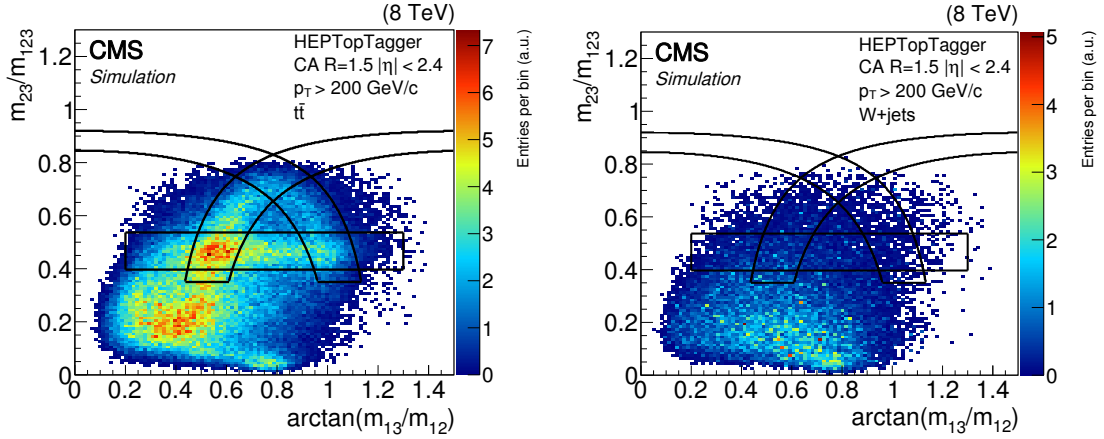 (8 TeV)
m₂₃/m₁₂₃
CMS
Simulation
HEPTopTagger
CA R=1.5 |η| < 2.4
p_T > 200 GeV/c
tt̄
1.2
1
0.8
0.6
0.4
0.2
0
0 0.2 0.4 0.6 0.8 1 1.2 1.4
arctan(m₁₃/m₁₂)
7
6
5
4
3
2
1
0
Entries per bin (a.u.)
(8 TeV)
m₂₃/m₁₂₃
CMS
Simulation
HEPTopTagger
CA R=1.5 |η| < 2.4
p_T > 200 GeV/c
W+jets
1.2
1
0.8
0.6
0.4
0.2
0
0 0.2 0.4 0.6 0.8 1 1.2 1.4
arctan(m₁₃/m₁₂)
5
4
3
2
1
0
Entries per bin (a.u.)